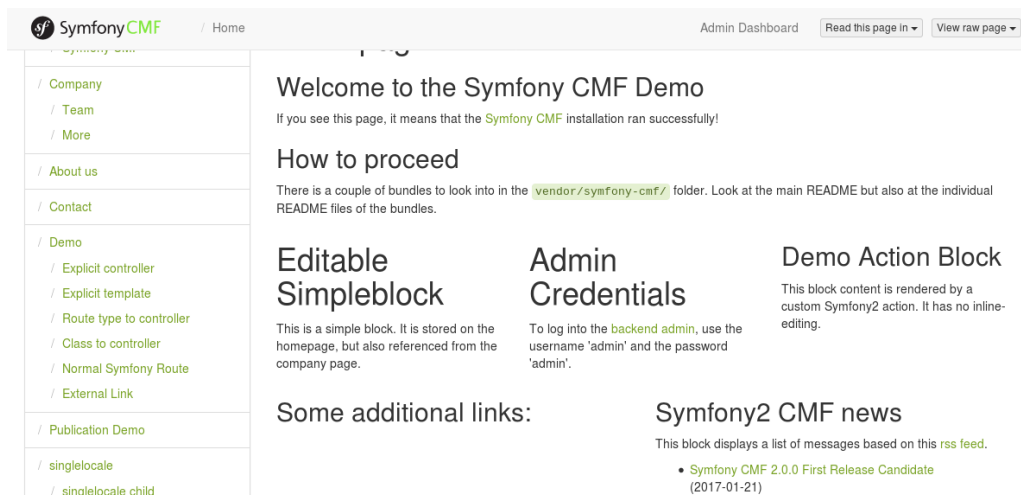 sf Symfony CMF / Home Admin Dashboard Read this page in View raw page
/ Company
/ Team
/ More
/ About us
/ Contact
/ Demo
/ Explicit controller
/ Explicit template
/ Route type to controller
/ Class to controller
/ Normal Symfony Route
/ External Link
/ Publication Demo
/ singlelocale
/ singlelocale child
Welcome to the Symfony CMF Demo
If you see this page, it means that the Symfony CMF installation ran successfully!
How to proceed
There is a couple of bundles to look into in the vendor/symfony-cmf/ folder. Look at the main README but also at the individual
README files of the bundles.
Editable
Simpleblock
This is a simple block. It is stored on the
homepage, but also referenced from the
company page.
Admin
Credentials
To log into the backend admin, use the
username 'admin' and the password
'admin'.
Demo Action Block
This block content is rendered by a
custom Symfony2 action. It has no inline-
editing.
Some additional links:
Symfony2 CMF news
This block displays a list of messages based on this rss feed.
• Symfony CMF 2.0.0 First Release Candidate
(2017-01-21)